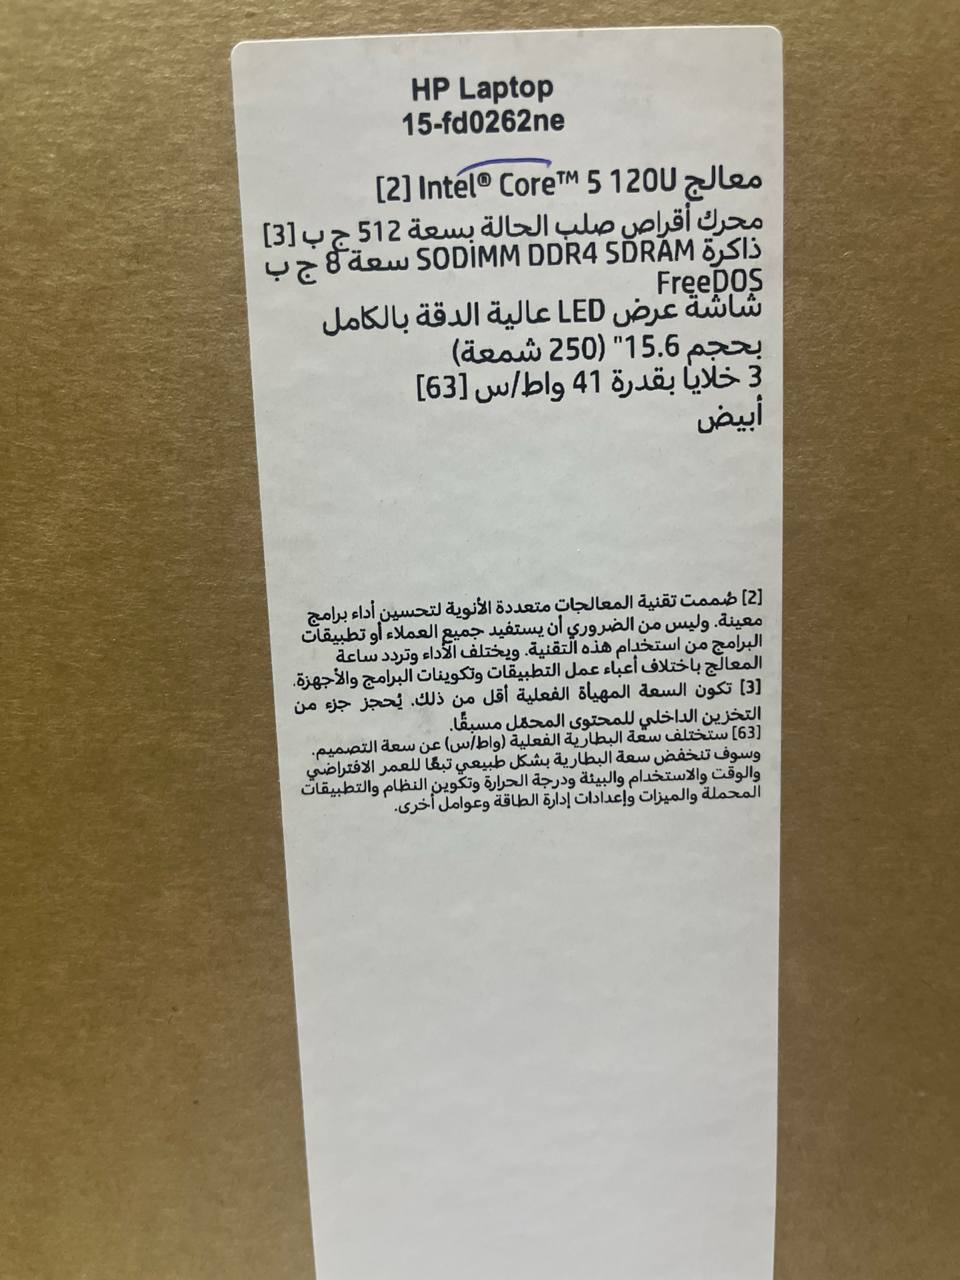 HP Laptop
15-fd0262ne
معالج Intel® Core™ 5 120U [2]
محرك أقراص صلب الحالة بسعة 512 ج ب [3]
ذاكرة SODIMM DDR4 SDRAM سعة 8 ج ب
FreeDOS
شاشة عرض LED عالية الدقة بالكامل
بحجم 15.6" (250 شمعة)
3 خلايا بقدرة 41 واط/س [63]
أبيض
[2] صُممت تقنية المعالجات متعددة الأنوية لتحسين أداء برامج
معينة. وليس من الضروري أن يستفيد جميع العملاء أو تطبيقات
البرامج من استخدام هذه التقنية. ويختلف الأداء وتردد ساعة
المعالج باختلاف أعباء عمل التطبيقات وتكوينات البرامج والأجهزة.
[3] تكون السعة المهيأة الفعلية أقل من ذلك. يُحجز جزء من
التخزين الداخلي للمحتوى المحمّل مسبقًا.
[63] ستختلف سعة البطارية الفعلية (واط/س) عن سعة التصميم.
وسوف تنخفض سعة البطارية بشكل طبيعي تبعًا للعمر الافتراضي
والوقت والاستخدام والبيئة ودرجة الحرارة وتكوين النظام والتطبيقات
المحملة والميزات وإعدادات إدارة الطاقة وعوامل أخرى.